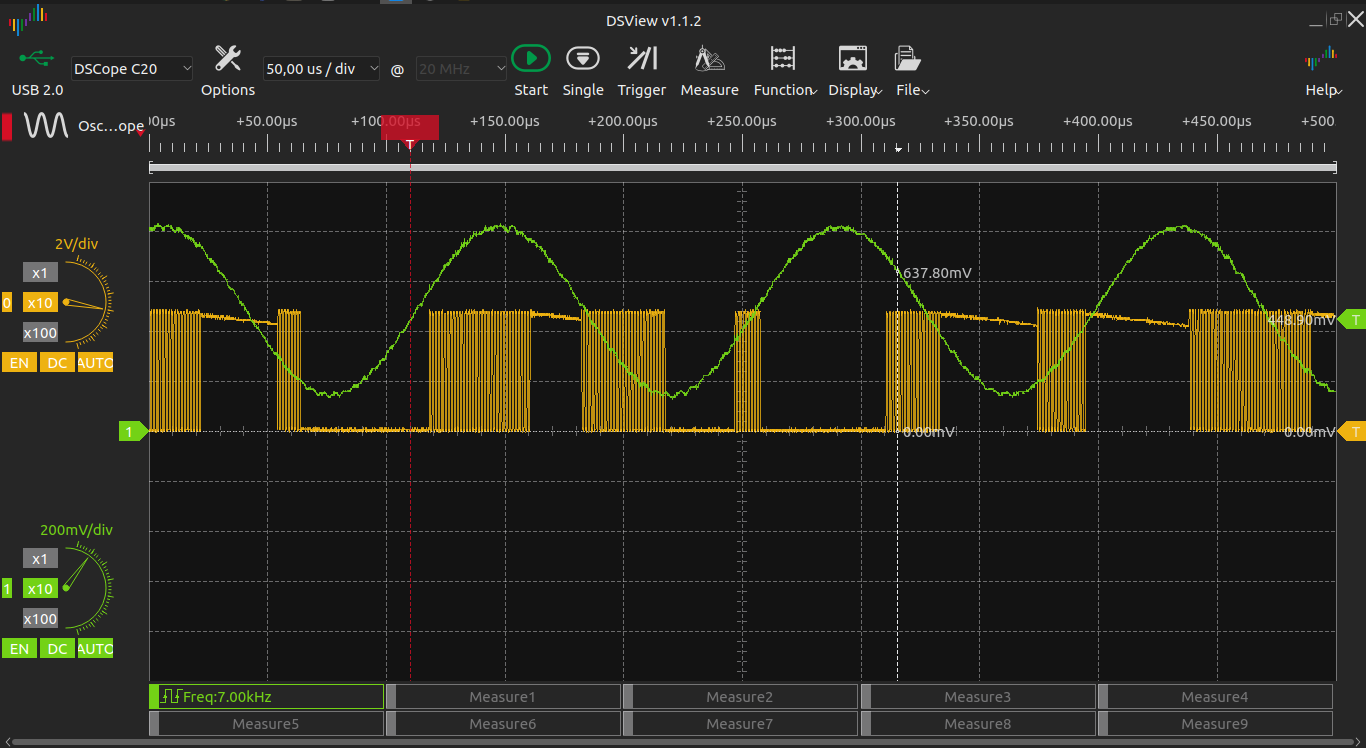 DSView v1.1.2
DSCope C20
50,00 us / div
@
20 MHz
USB 2.0
Options
Start
Single
Trigger
Measure
Function
Display
File
Help
Osc...ope
00µs
+50.00µs
+100.00µs
+150.00µs
+200.00µs
+250.00µs
+300.00µs
+350.00µs
+400.00µs
+450.00µs
+500
T
2V/div
x1
0
x10
x100
EN
DC
AUTO
637.80mV
448.90mV
T
1
0.00mV
0.00mV
T
200mV/div
x1
1
x10
x100
EN
DC
AUTO
Freq:7.00kHz
Measure1
Measure2
Measure3
Measure4
Measure5
Measure6
Measure7
Measure8
Measure9